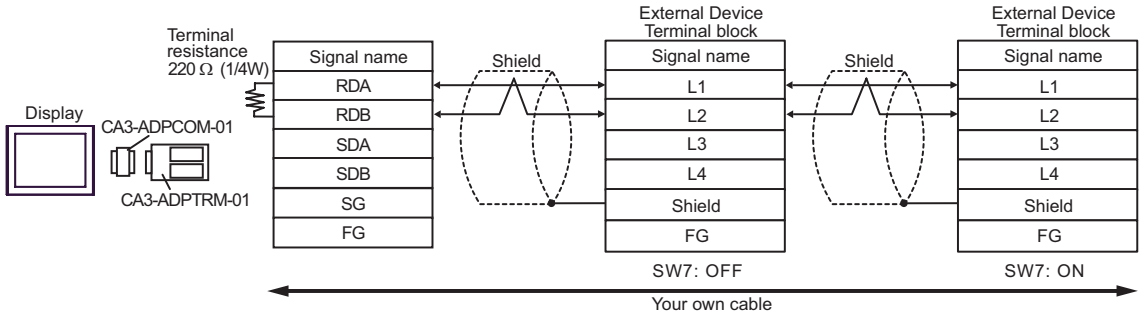 External Device
Terminal block
External Device
Terminal block
Terminal
resistance
220 Ω (1/4W)
Signal name
Shield
Signal name
Shield
Signal name
RDA
L1
L1
RDB
L2
L2
Display
CA3-ADPCOM-01
SDA
L3
L3
SDB
L4
L4
CA3-ADPTRM-01
SG
Shield
Shield
FG
FG
FG
SW7: OFF
SW7: ON
Your own cable